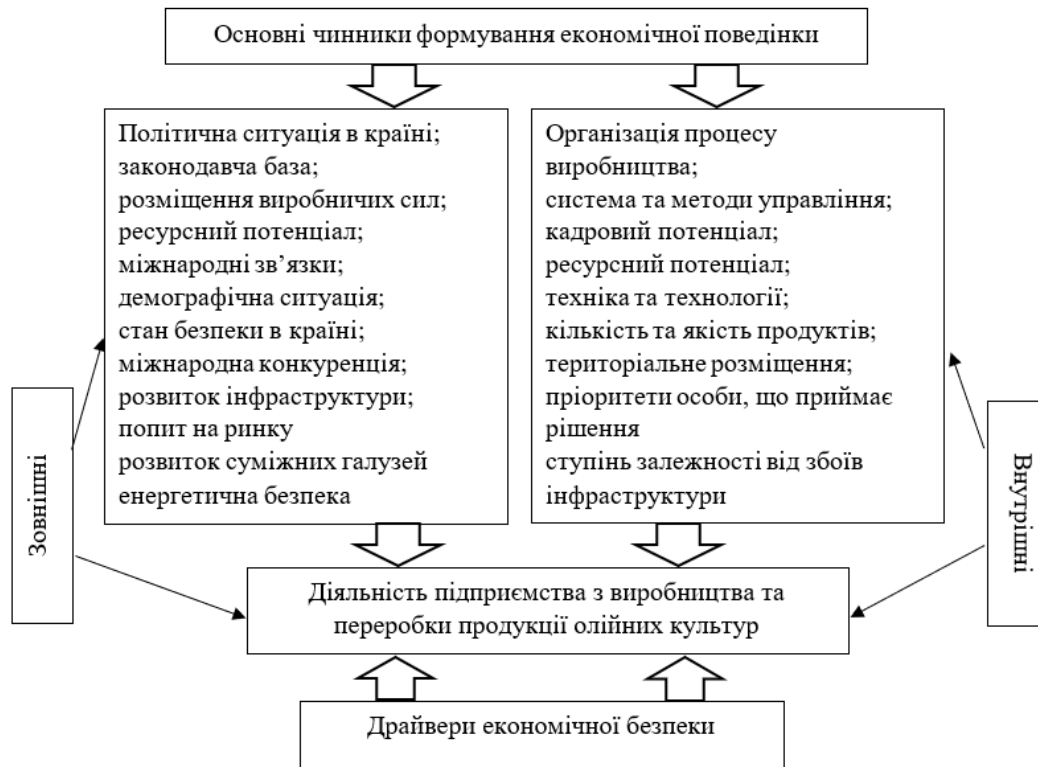 Основні чинники формування економічної поведінки
Політична ситуація в країні;
законодавча база;
розміщення виробничих сил;
ресурсний потенціал;
міжнародні зв’язки;
демографічна ситуація;
стан безпеки в країні;
міжнародна конкуренція;
розвиток інфраструктури;
попит на ринку
розвиток суміжних галузей
енергетична безпека
Організація процесу
виробництва;
система та методи управління;
кадровий потенціал;
ресурсний потенціал;
техніка та технології;
кількість та якість продуктів;
територіальне розміщення;
пріоритети особи, що приймає
рішення
ступінь залежності від збоїв
інфраструктури
Зовнішні
Внутрішні
Діяльність підприємства з виробництва та
переробки продукції олійних культур
Драйвери економічної безпеки